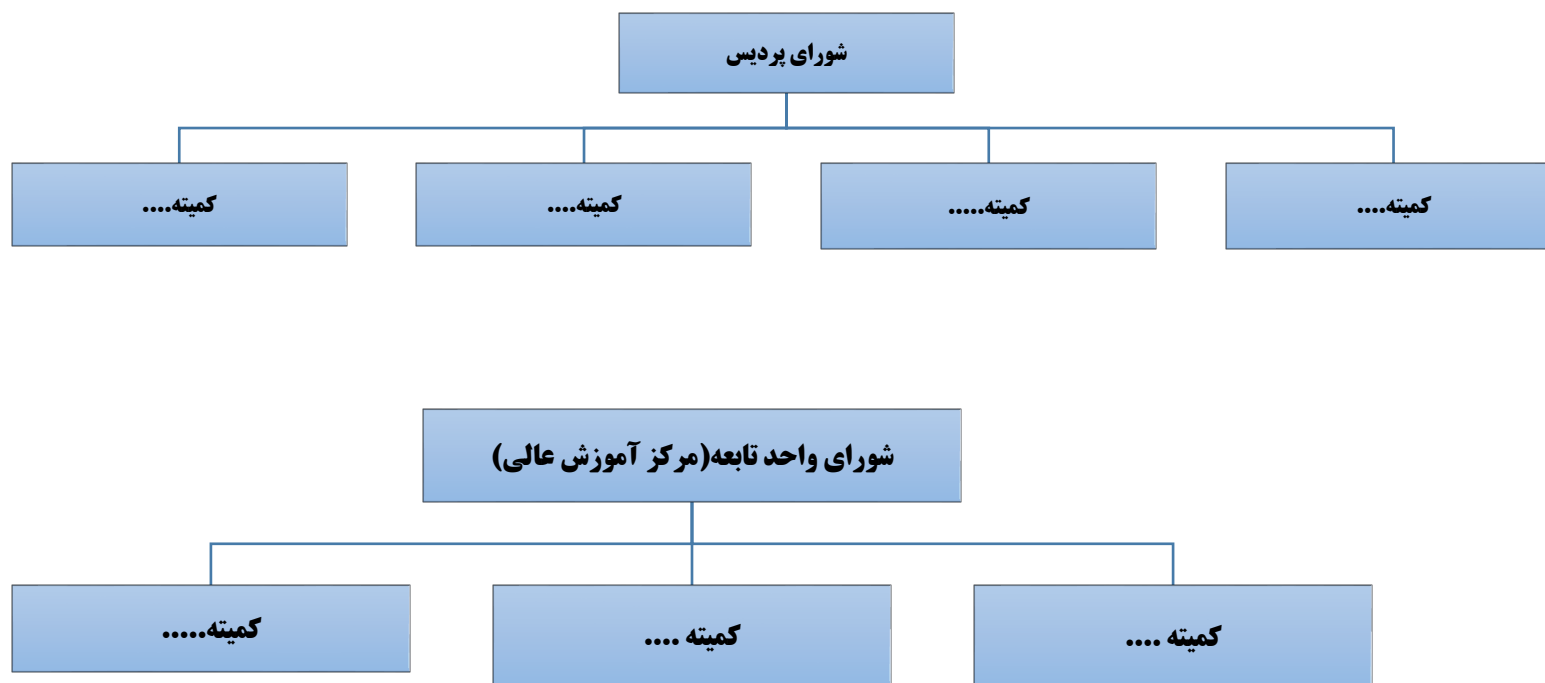 شورای پردیس
کمیته....
کمیته.....
کمیته....
کمیته....
شورای واحد تابعه(مرکز آموزش عالی)
کمیته ....
کمیته ....
کمیته.....